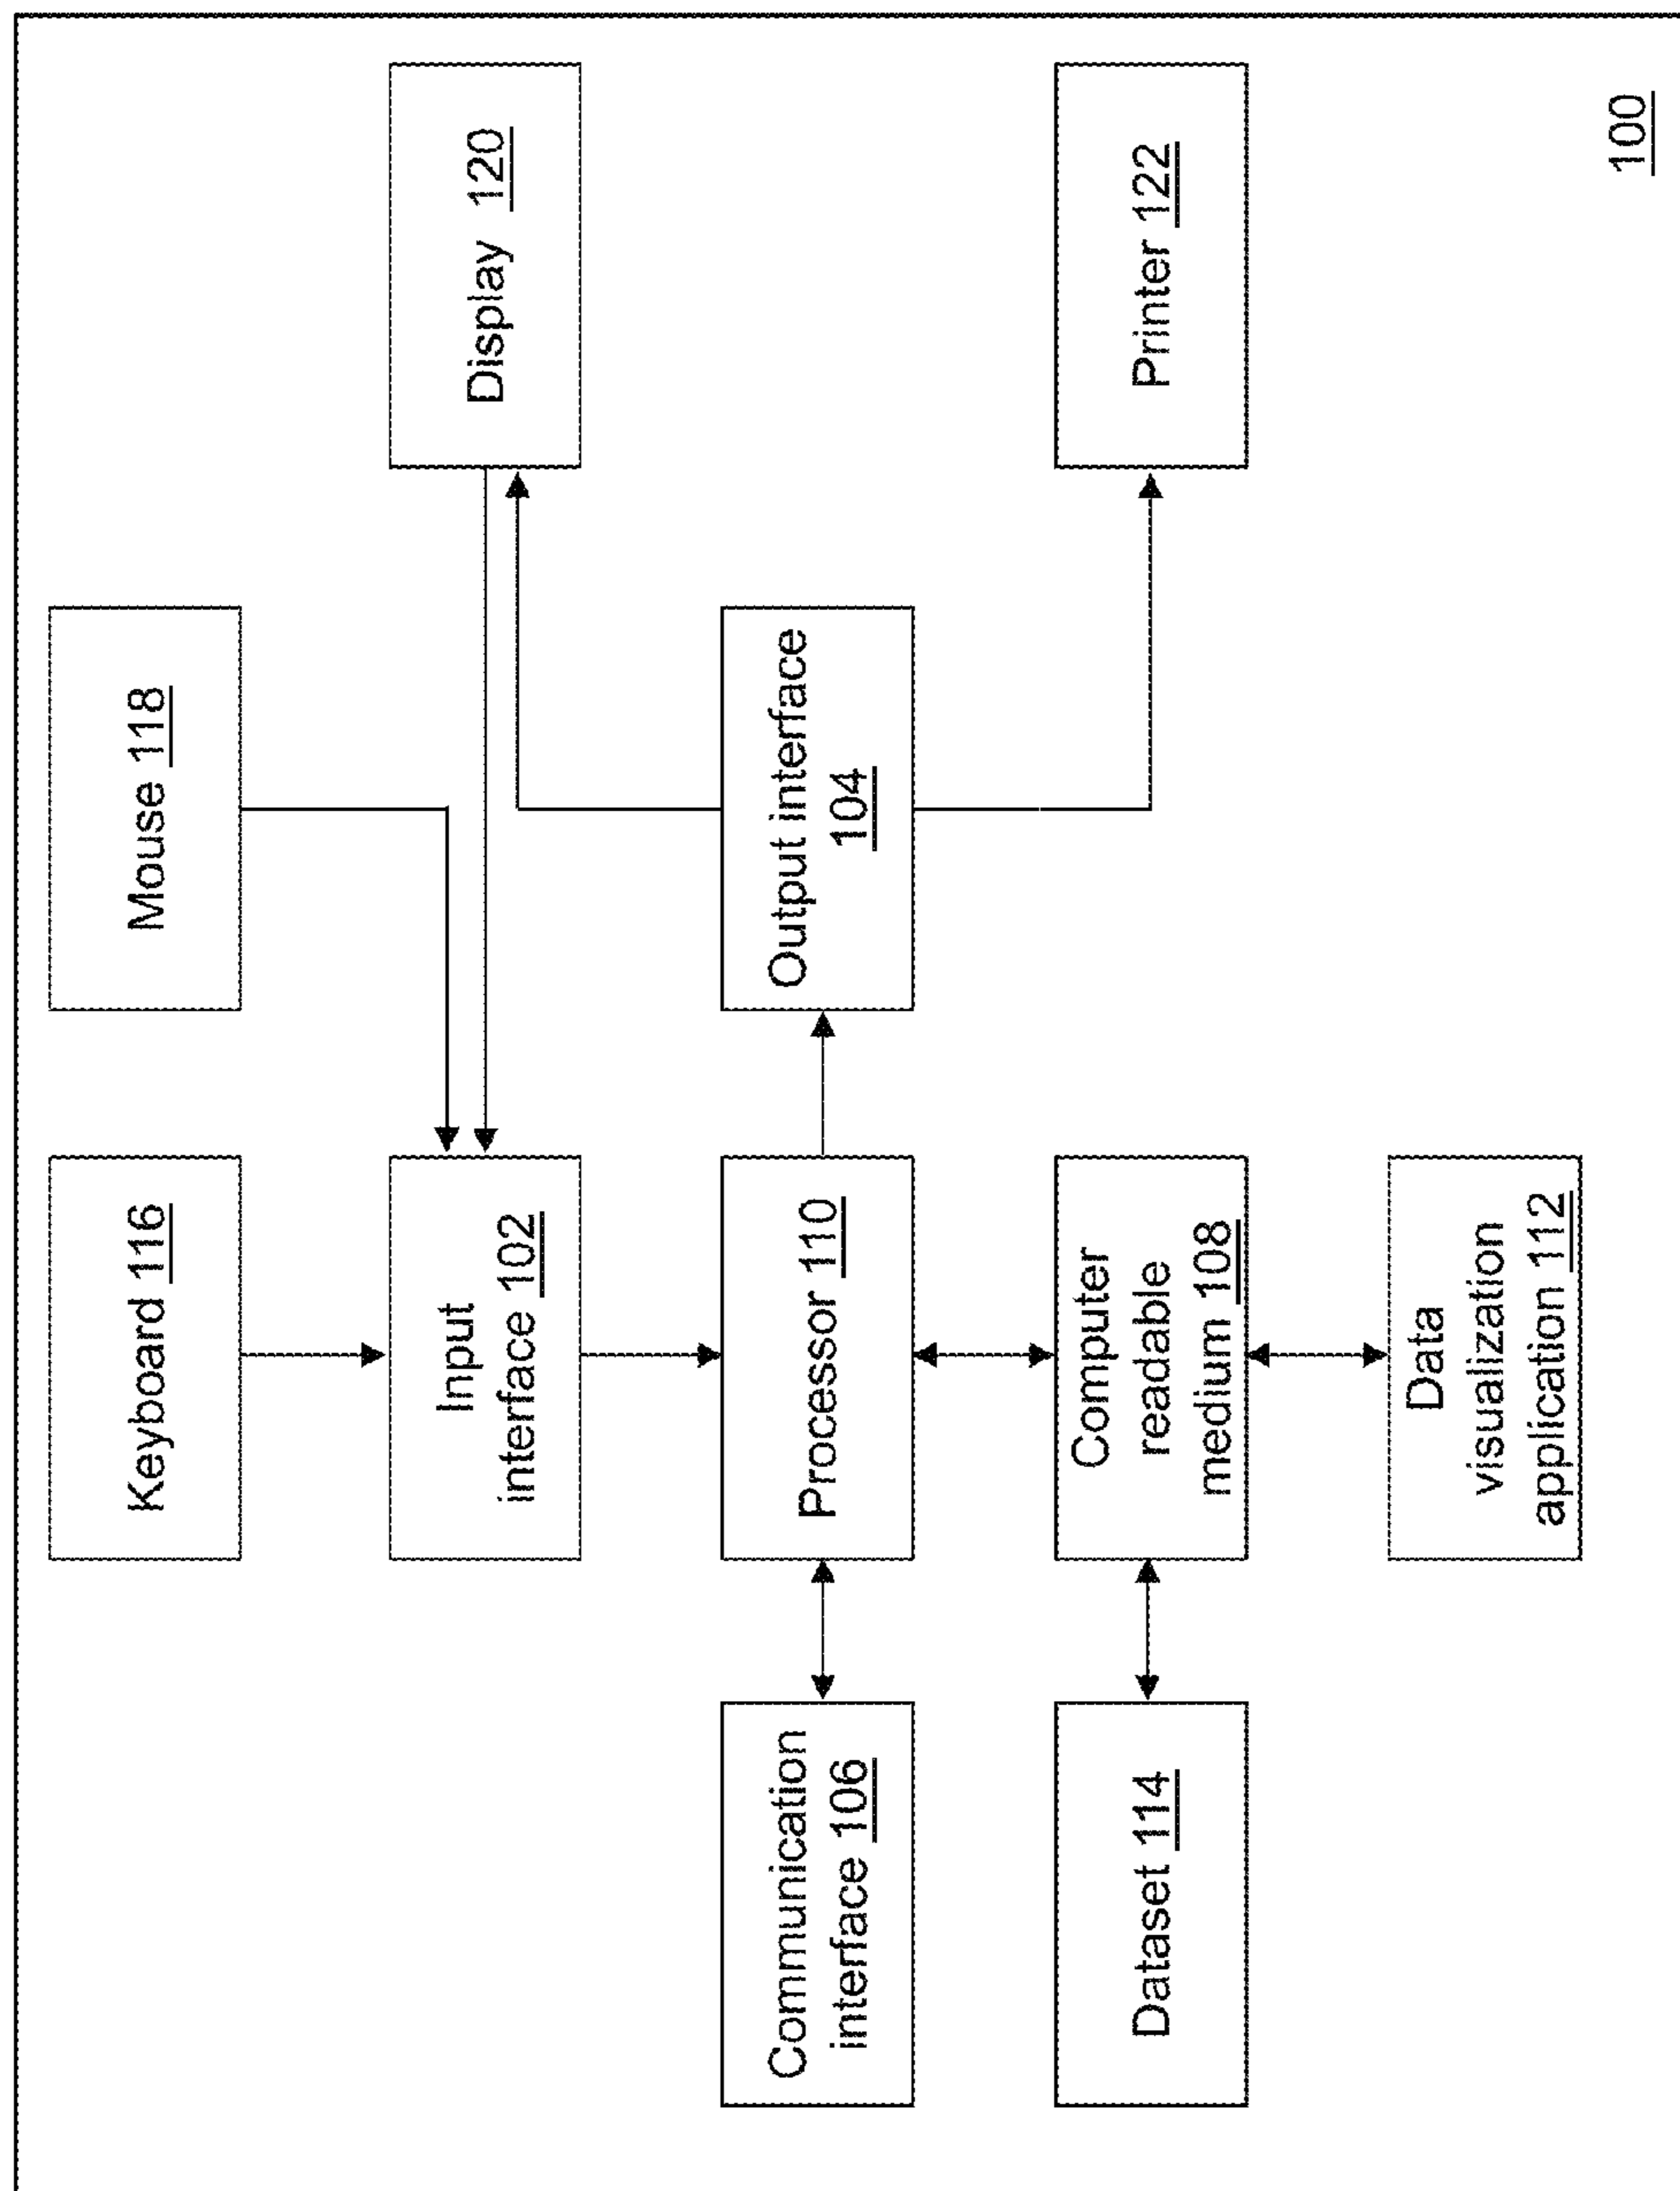 Keyboard 116
Mouse 118
Input
interface 102
Display 120
Communication
interface 106
Processor 110
Output interface
104
Dataset 114
Computer
readable
medium 108
Printer 122
Data
visualization
application 112
100